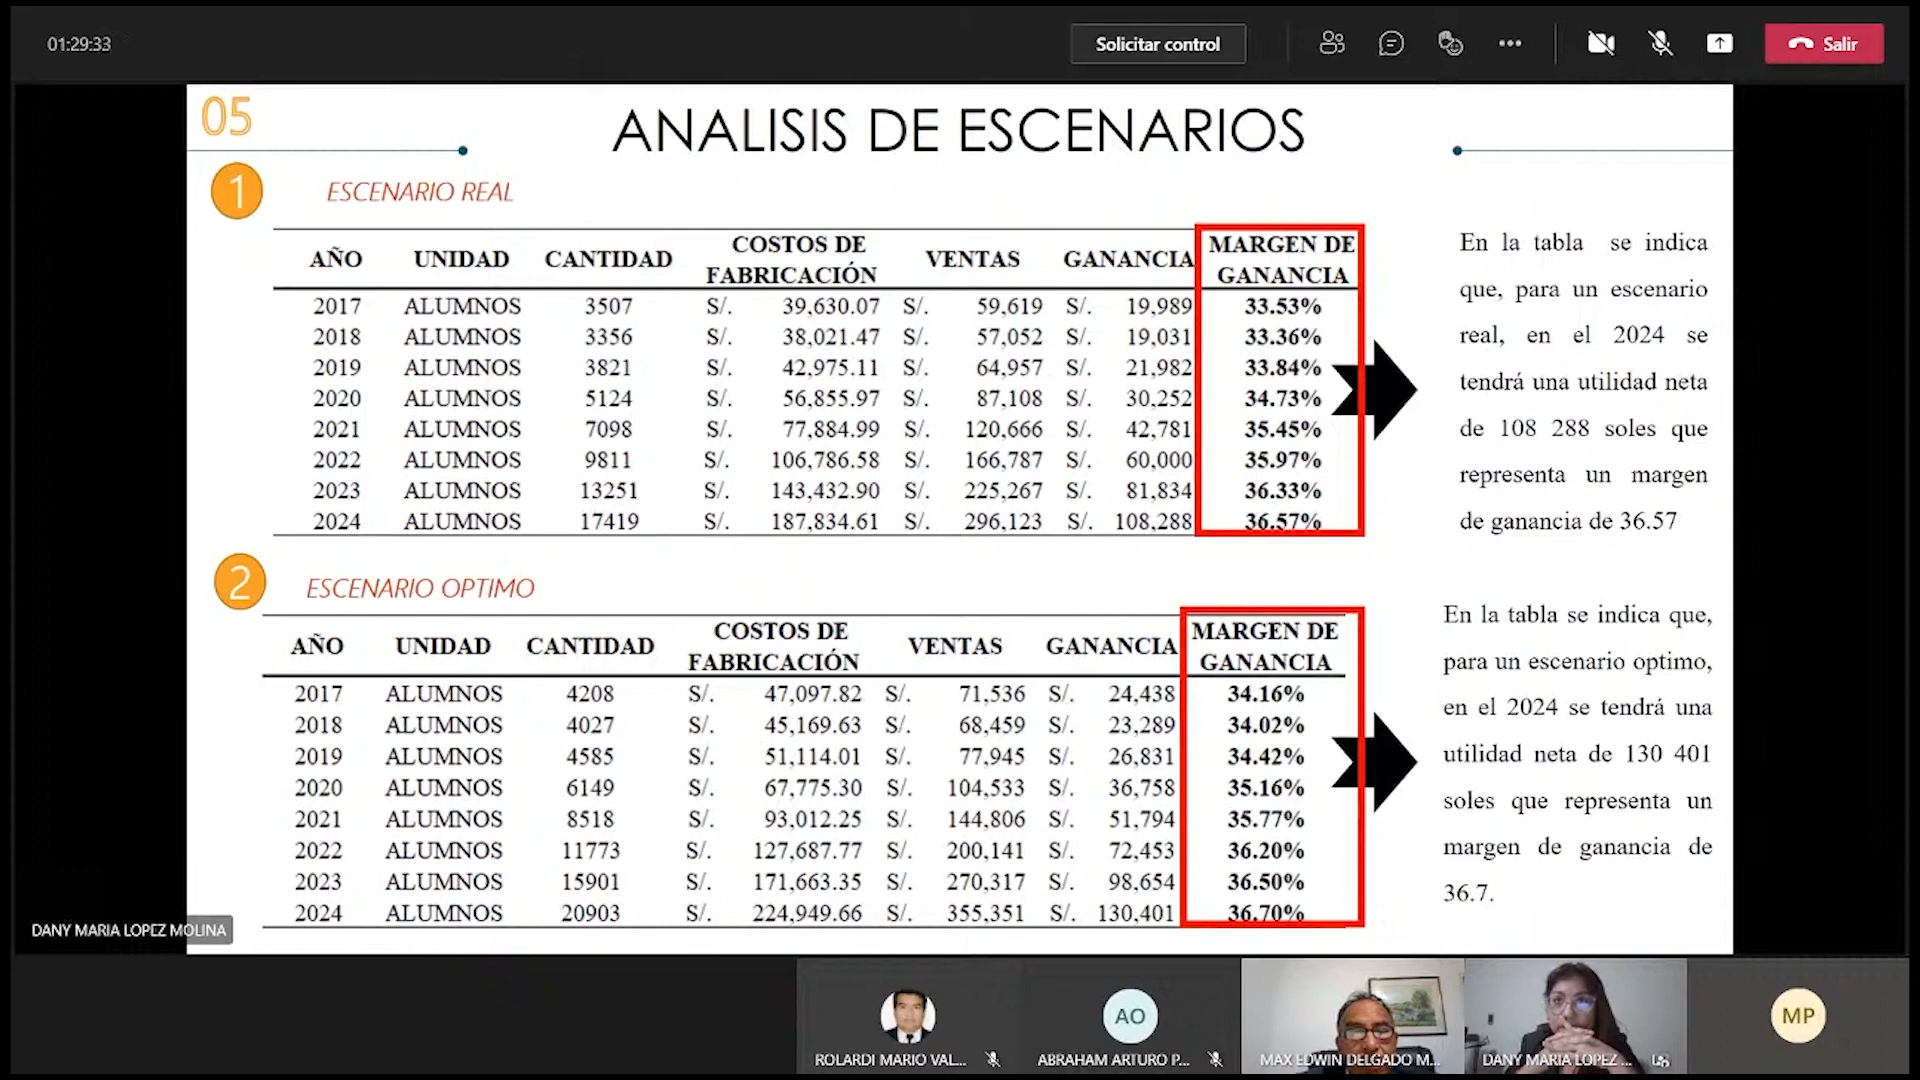 01:29:33
Solicitar control
Salir
05
ANALISIS DE ESCENARIOS
1
ESCENARIO REAL
AÑO UNIDAD CANTIDAD COSTOS DE FABRICACIÓN VENTAS GANANCIA MARGEN DE GANANCIA
2017 ALUMNOS 3507 S/. 39,630.07 S/. 59,619 S/. 19,989 33.53%
2018 ALUMNOS 3356 S/. 38,021.47 S/. 57,052 S/. 19,031 33.36%
2019 ALUMNOS 3821 S/. 42,975.11 S/. 64,957 S/. 21,982 33.84%
2020 ALUMNOS 5124 S/. 56,855.97 S/. 87,108 S/. 30,252 34.73%
2021 ALUMNOS 7098 S/. 77,884.99 S/. 120,666 S/. 42,781 35.45%
2022 ALUMNOS 9811 S/. 106,786.58 S/. 166,787 S/. 60,000 35.97%
2023 ALUMNOS 13251 S/. 143,432.90 S/. 225,267 S/. 81,834 36.33%
2024 ALUMNOS 17419 S/. 187,834.61 S/. 296,123 S/. 108,288 36.57%
En la tabla se indica
que, para un escenario
real, en el 2024 se
tendrá una utilidad neta
de 108 288 soles que
representa un margen
de ganancia de 36.57
2
ESCENARIO OPTIMO
AÑO UNIDAD CANTIDAD COSTOS DE FABRICACIÓN VENTAS GANANCIA MARGEN DE GANANCIA
2017 ALUMNOS 4208 S/. 47,097.82 S/. 71,536 S/. 24,438 34.16%
2018 ALUMNOS 4027 S/. 45,169.63 S/. 68,459 S/. 23,289 34.02%
2019 ALUMNOS 4585 S/. 51,114.01 S/. 77,945 S/. 26,831 34.42%
2020 ALUMNOS 6149 S/. 67,775.30 S/. 104,533 S/. 36,758 35.16%
2021 ALUMNOS 8518 S/. 93,012.25 S/. 144,806 S/. 51,794 35.77%
2022 ALUMNOS 11773 S/. 127,687.77 S/. 200,141 S/. 72,453 36.20%
2023 ALUMNOS 15901 S/. 171,663.35 S/. 270,317 S/. 98,654 36.50%
2024 ALUMNOS 20903 S/. 224,949.66 S/. 355,351 S/. 130,401 36.70%
En la tabla se indica que,
para un escenario optimo,
en el 2024 se tendrá una
utilidad neta de 130 401
soles que representa un
margen de ganancia de
36.7.
DANY MARIA LOPEZ MOLINA
AO
MP
ROLARDI MARIO VAL...
ABRAHAM ARTURO P...
MAX EDWIN DELGADO M...
DANY MARIA LOPEZ ...